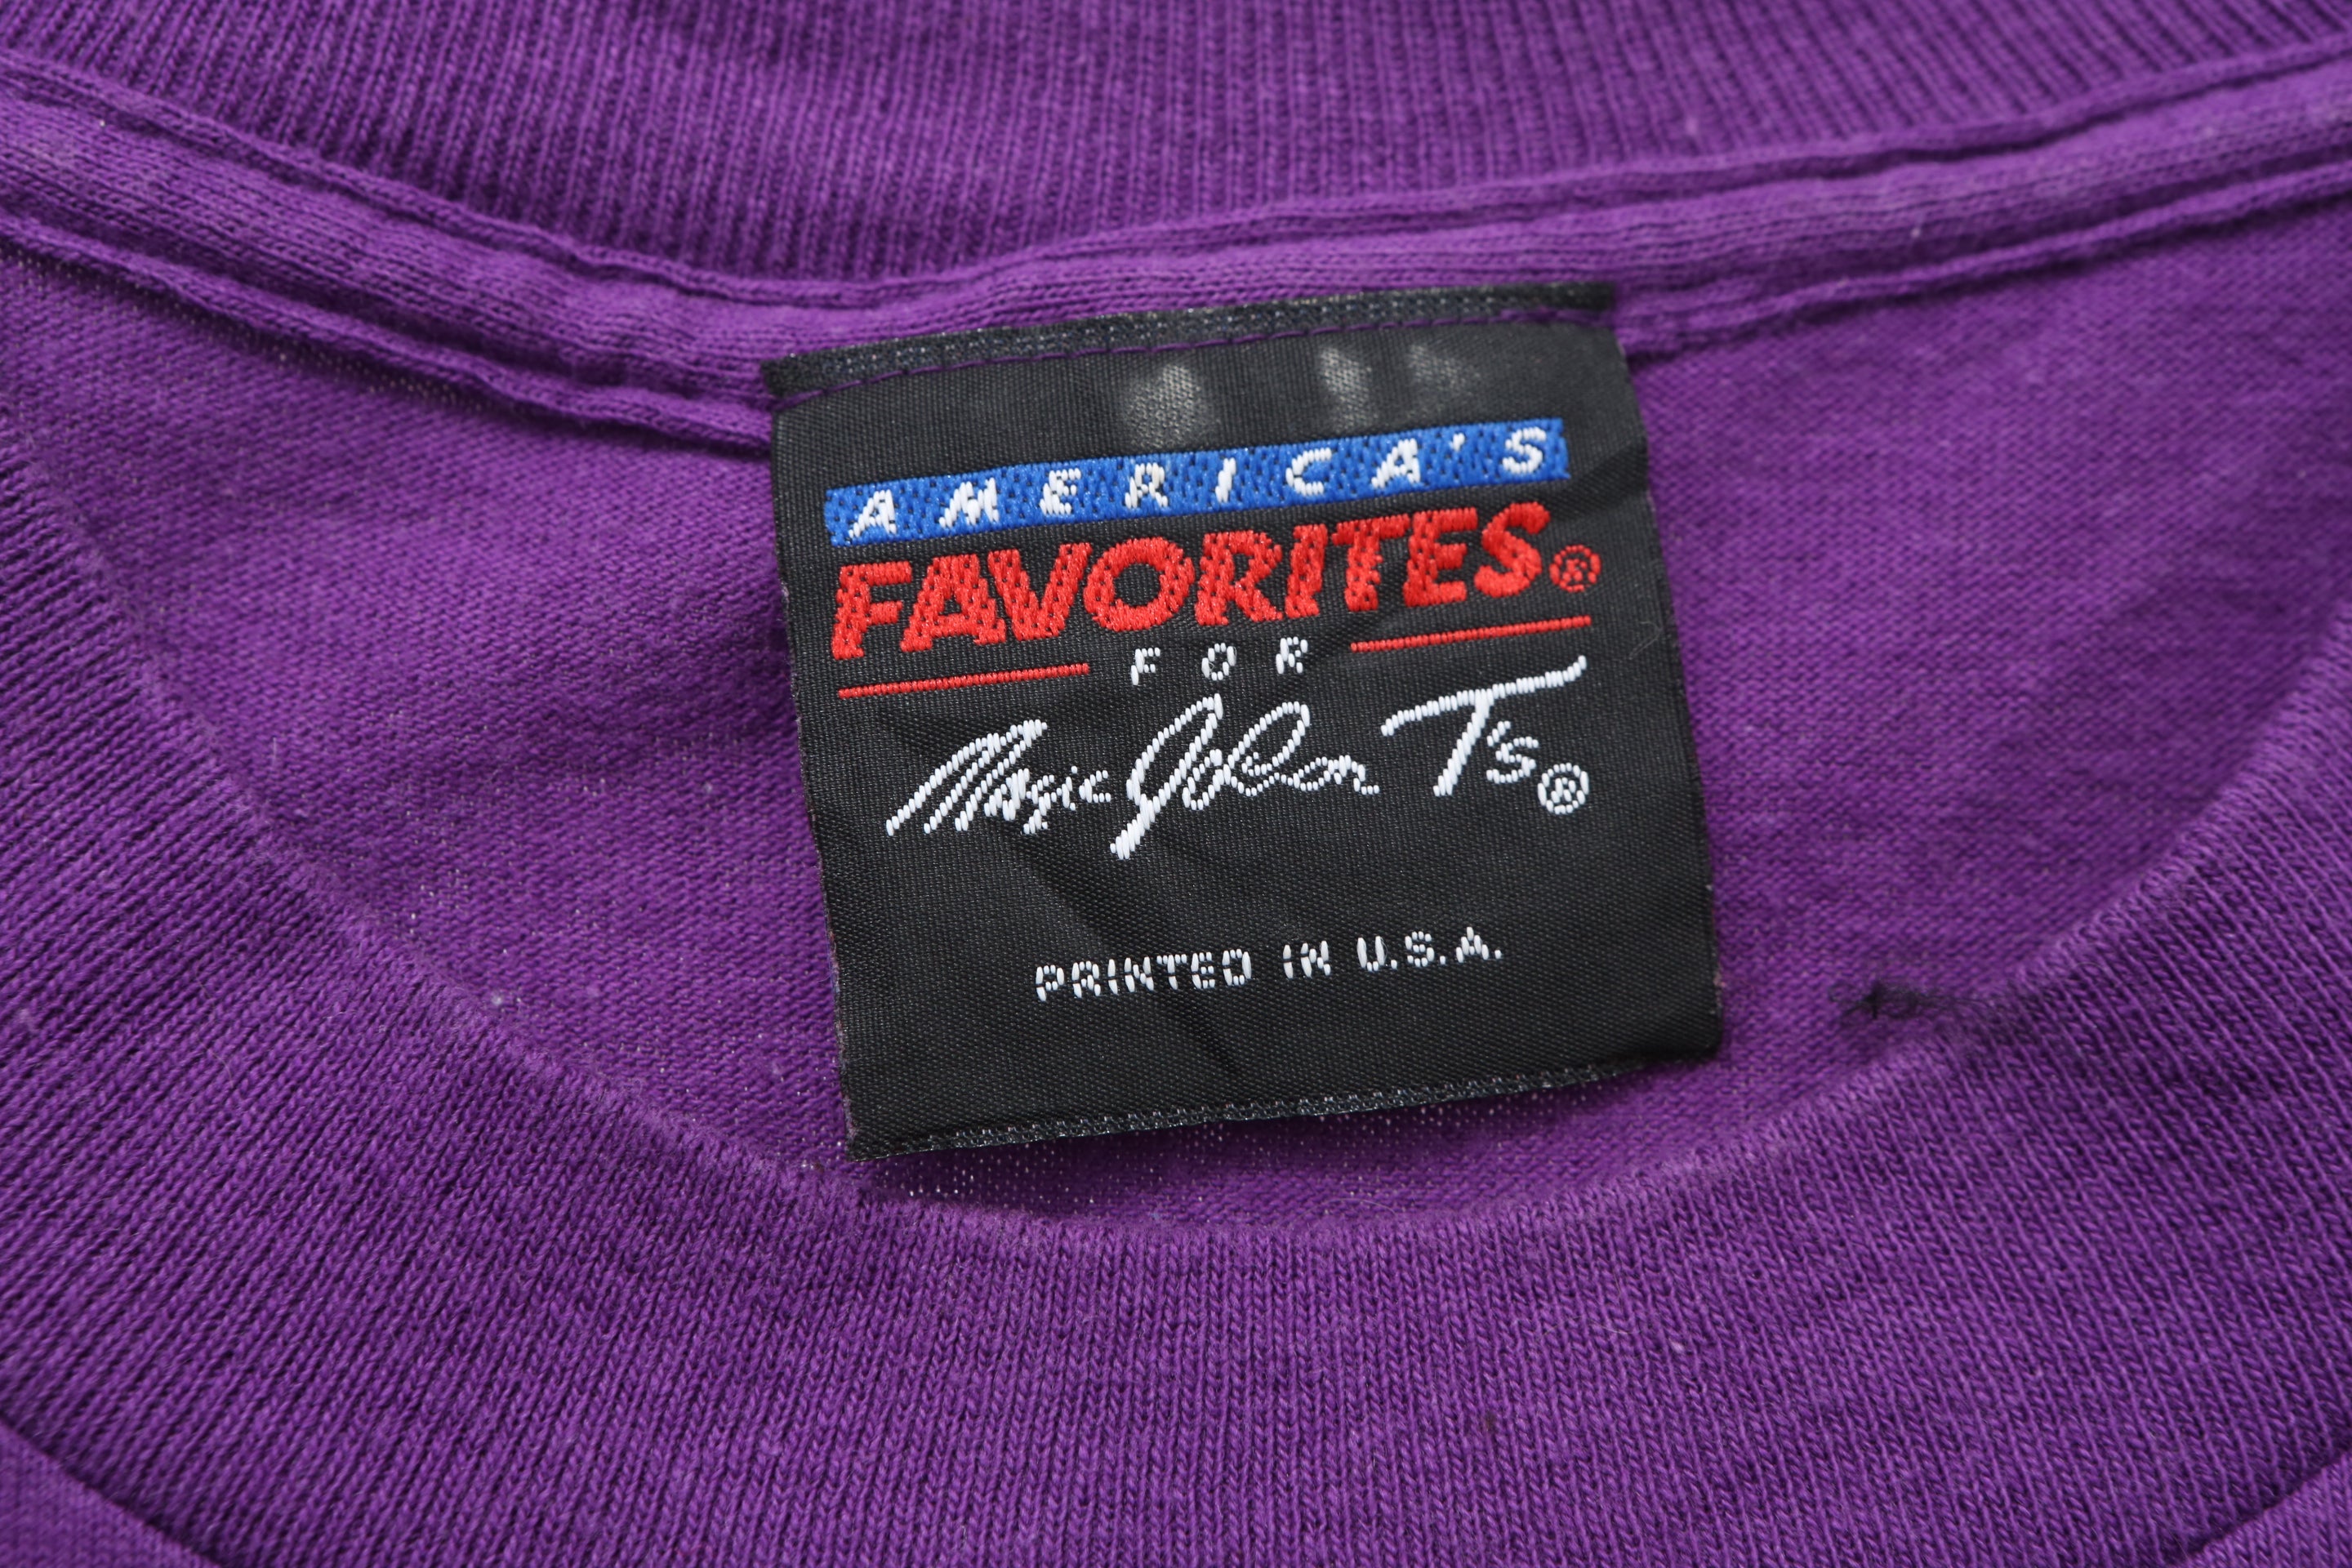 AMERICA'S
FAVORITES®
FOR
Magic Johnson T's®
PRINTED IN U.S.A.